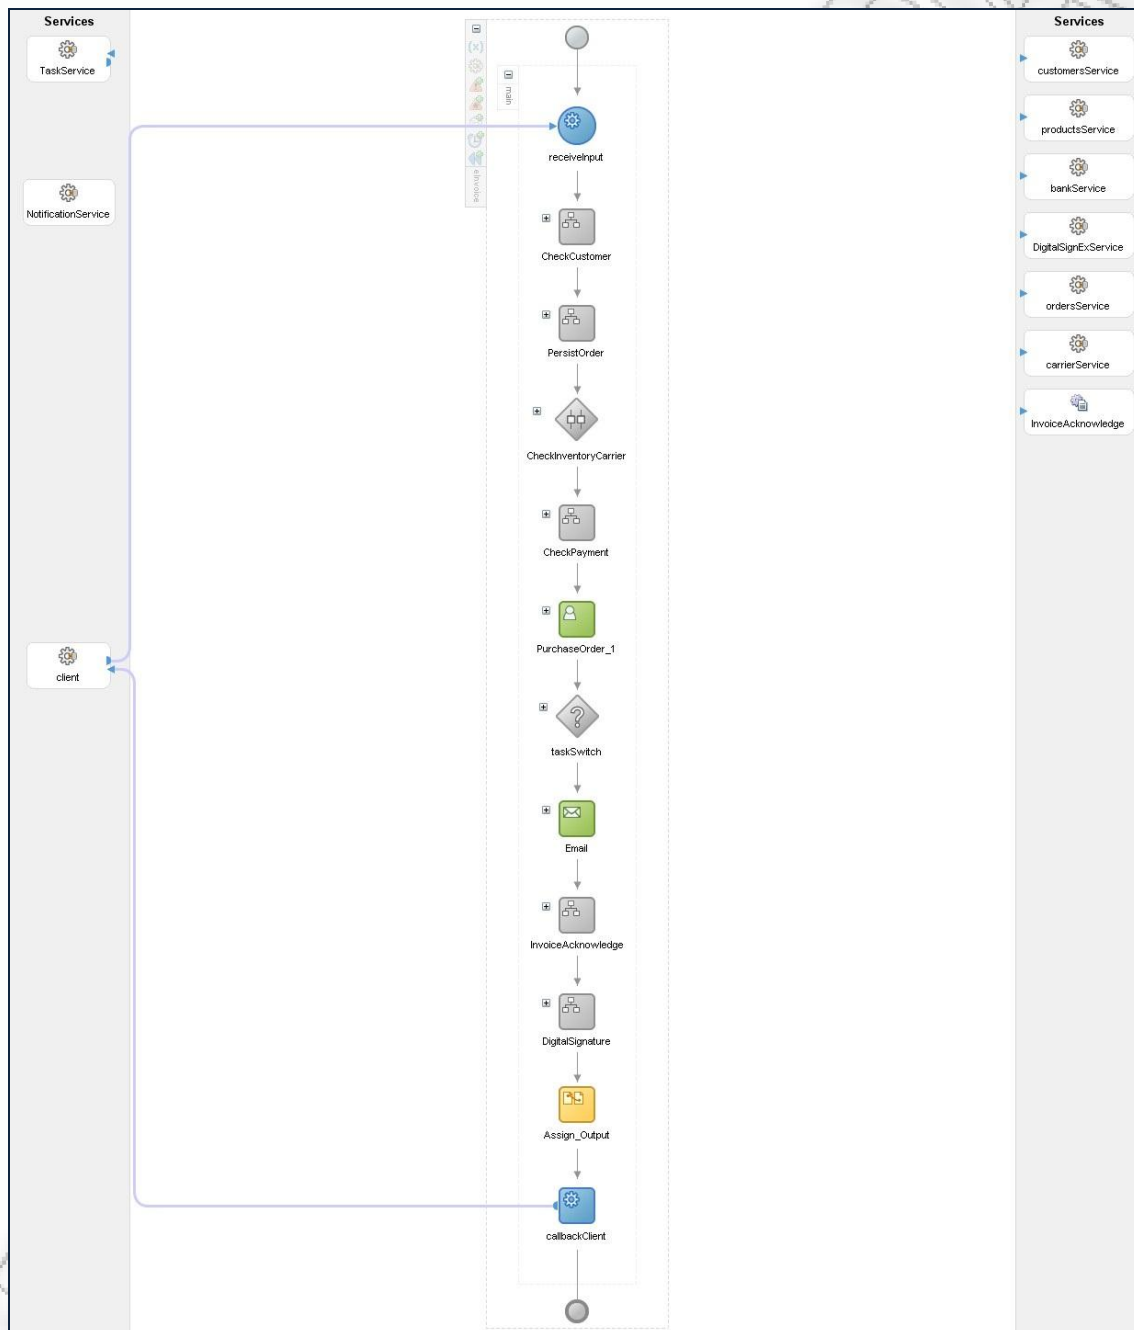 Services
TaskService
NotificationService
client
eInvoice
main
receiveInput
CheckCustomer
PersistOrder
CheckInventoryCarrier
CheckPayment
PurchaseOrder_1
?
taskSwitch
Email
InvoiceAcknowledge
DigitalSignature
Assign_Output
callbackClient
Services
customersService
productsService
bankService
DigitalSignExService
ordersService
carrierService
InvoiceAcknowledge